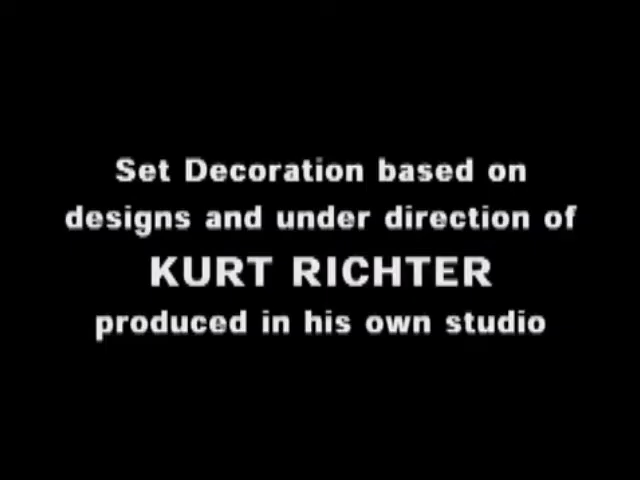 Set Decoration based on
designs and under direction of
KURT RICHTER
produced in his own studio